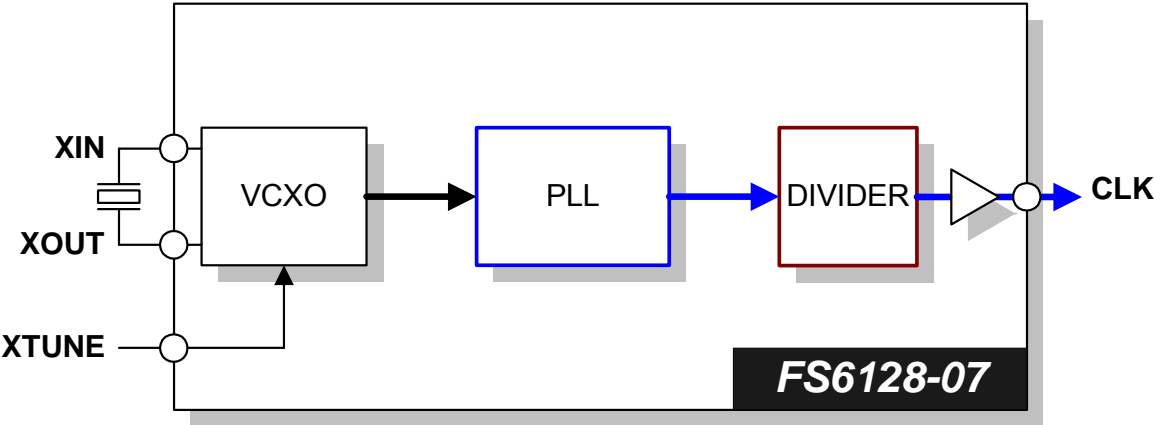 XIN
VCXO
PLL
DIVIDER
CLK
XOUT
XTUNE
FS6128-07